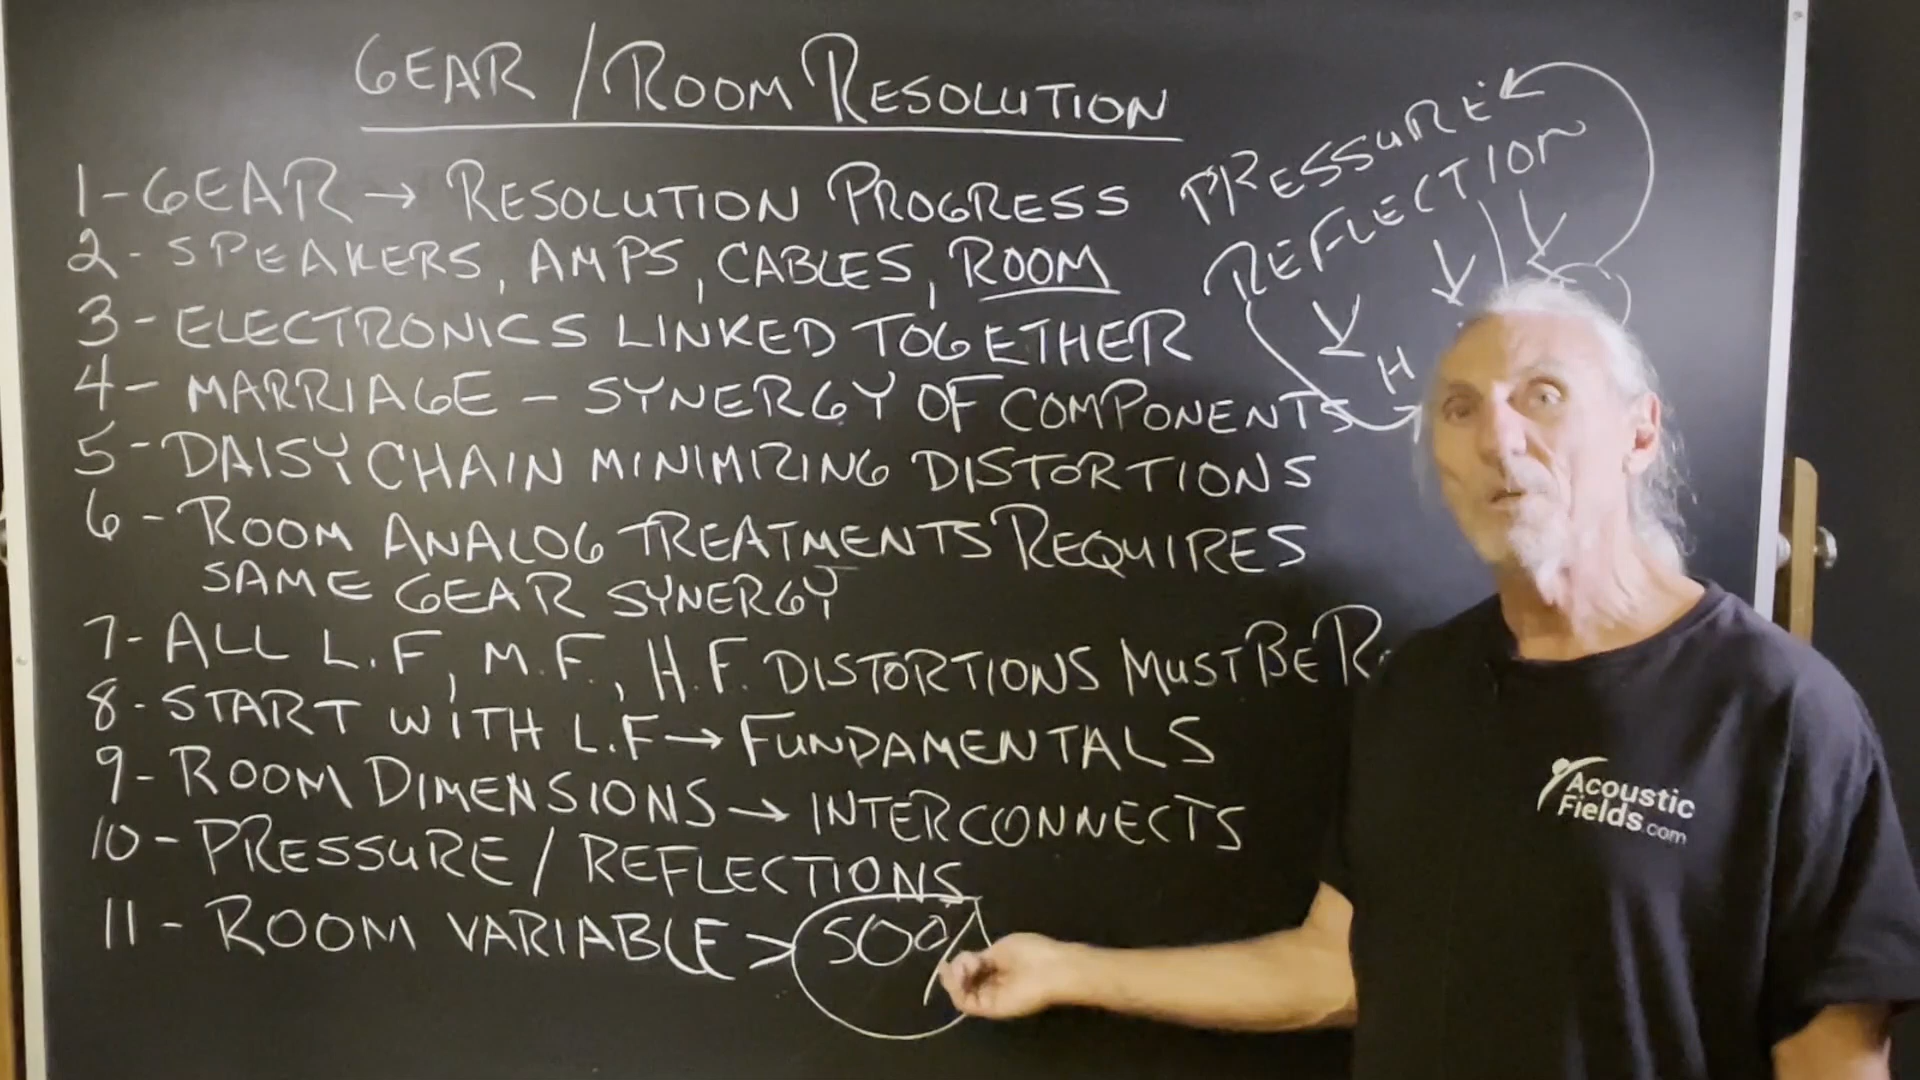 GEAR / ROOM RESOLUTION
1 - GEAR → RESOLUTION PROGRESS
2 - SPEAKERS, AMPS, CABLES, ROOM
3 - ELECTRONICS LINKED TOGETHER
4 - MARRIAGE - SYNERGY OF COMPONENTS
5 - DAISY CHAIN MINIMIZING DISTORTIONS
6 - ROOM ANALOG TREATMENTS REQUIRES
SAME GEAR SYNERGY
7 - ALL L.F, M.F., H.F. DISTORTIONS MUST BE
8 - START WITH L.F → FUNDAMENTALS
9 - ROOM DIMENSIONS → INTERCONNECTS
10 - PRESSURE / REFLECTIONS
11 - ROOM VARIABLE > 50%
PRESSURE
REFLECTION
H
Acoustic
Fields.com